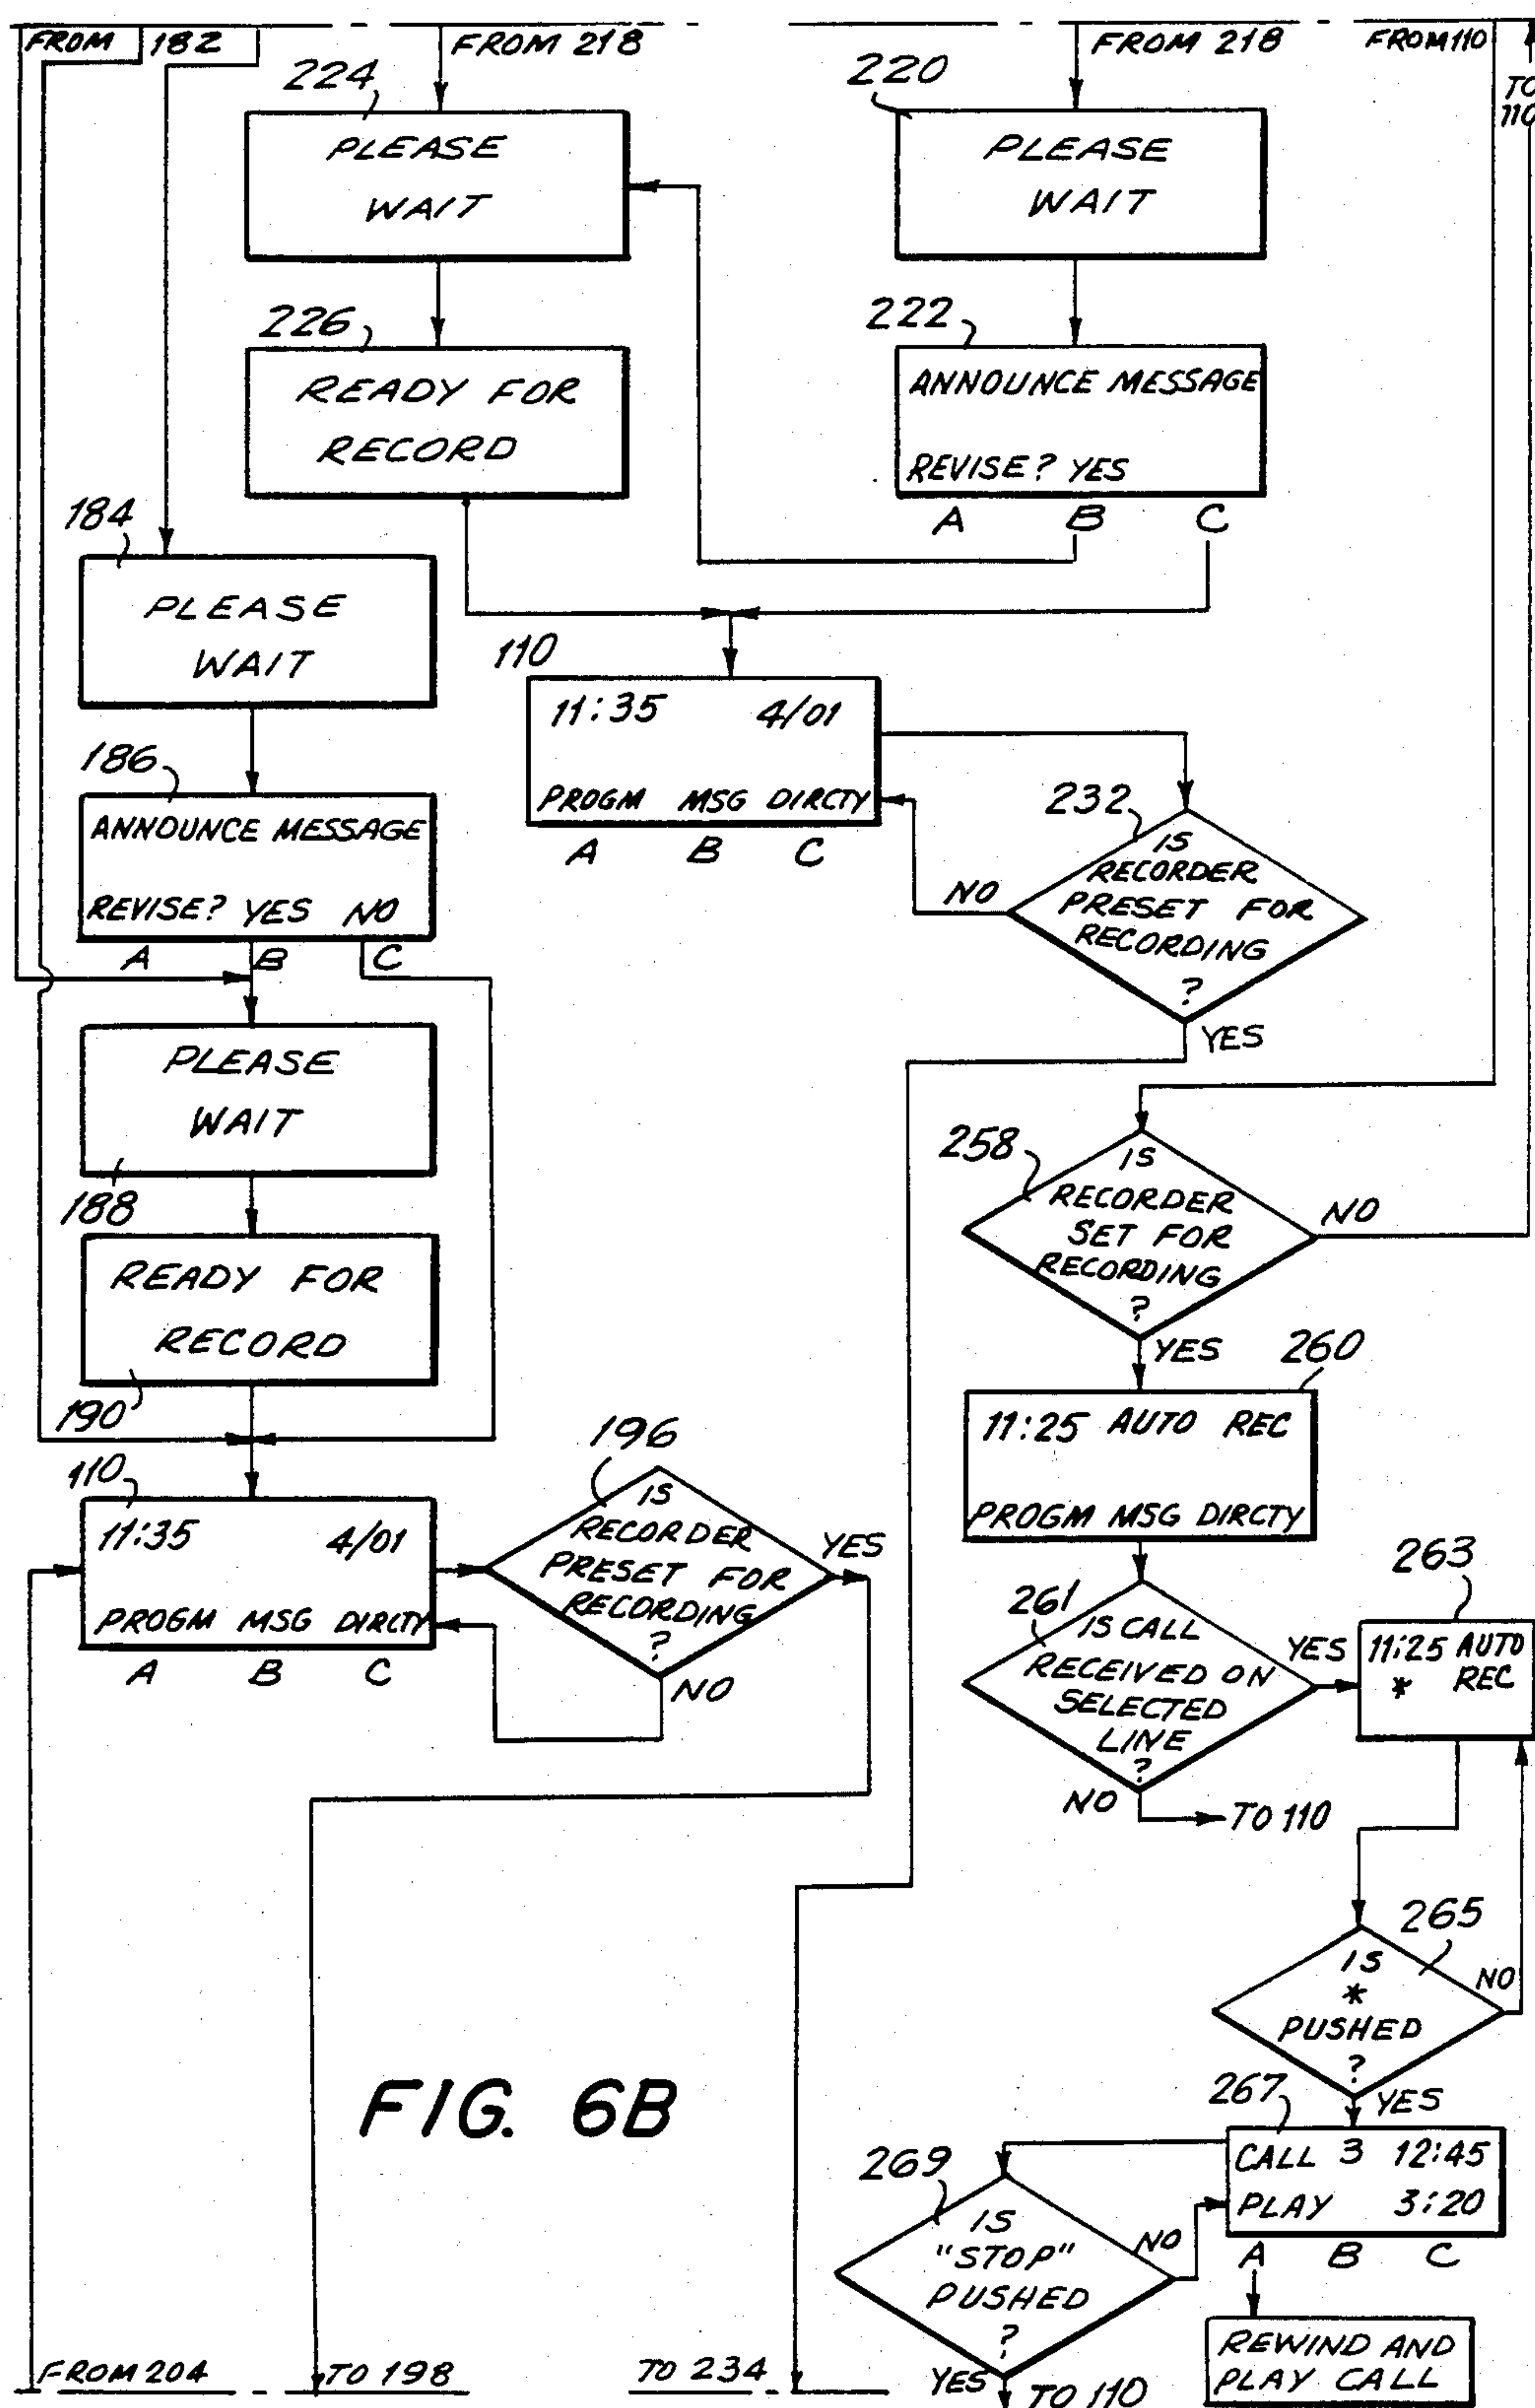 FROM 182
FROM 218
FROM 218
FROM 110
TO
110
224
PLEASE
WAIT
220
PLEASE
WAIT
226
READY FOR
RECORD
222
ANNOUNCE MESSAGE
REVISE? YES
A B C
184
PLEASE
WAIT
110
11:35 4/01
PROGM MSG DIRCTY
A B C
186
ANNOUNCE MESSAGE
REVISE? YES NO
A B C
232
IS
RECORDER
PRESET FOR
RECORDING
?
NO
YES
PLEASE
WAIT
188
READY FOR
RECORD
190
258
IS
RECORDER
SET FOR
RECORDING
?
NO
YES
260
11:25 AUTO REC
PROGM MSG DIRCTY
110
11:35 4/01
PROGM MSG DIRCTY
A B C
196
IS
RECORDER
PRESET FOR
RECORDING
?
YES
NO
261
IS CALL
RECEIVED ON
SELECTED
LINE
?
YES
NO
TO 110
263
11:25 AUTO
* REC
265
IS
*
PUSHED
?
NO
YES
267
CALL 3 12:45
PLAY 3:20
A B C
269
IS
"STOP"
PUSHED
?
NO
YES
TO 110
REWIND AND
PLAY CALL
FIG. 6B
FROM 204
TO 198
TO 234